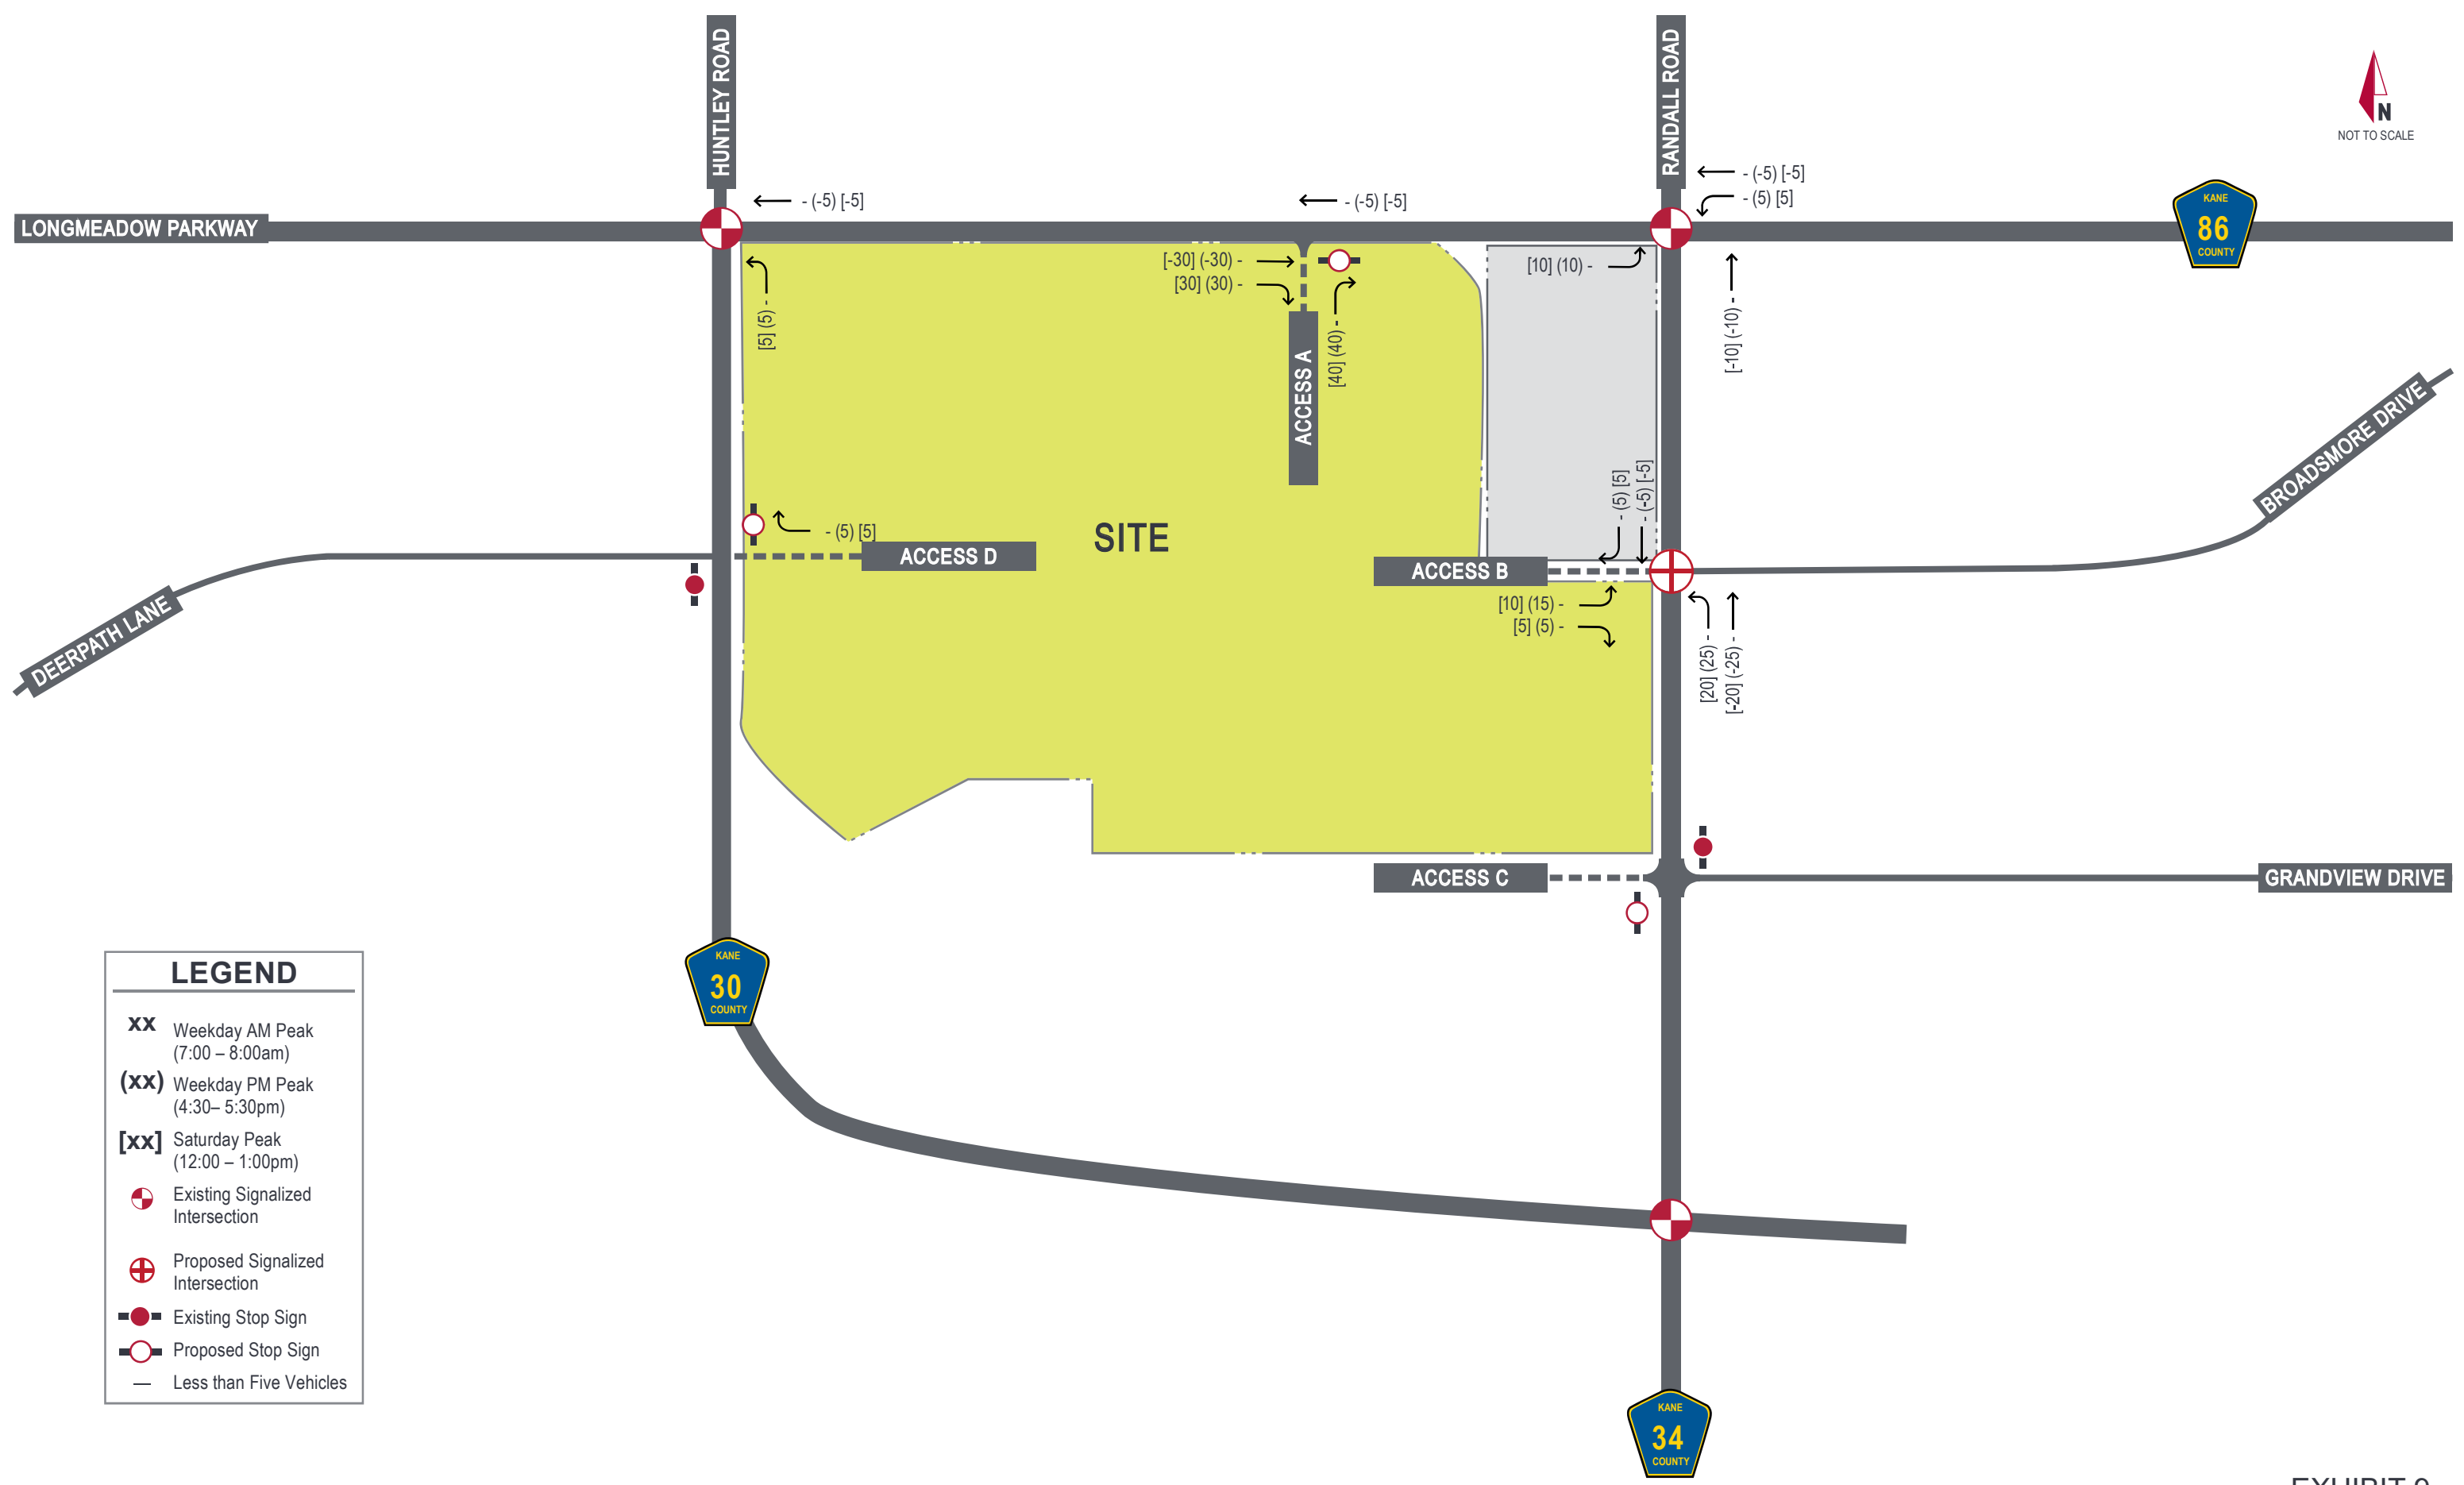 HUNTLEY ROAD
RANDALL ROAD
N
NOT TO SCALE
- (-5) [-5]
- (5) [5]
- (-5) [-5]
- (-5) [-5]
LONGMEADOW PARKWAY
KANE
86
COUNTY
[-30] (-30) -
[30] (30) -
[10] (10) -
[5] (5) -
[40] (40) -
[-10] (-10) -
ACCESS A
BROADSMORE DRIVE
- (5) [5]
- (-5) [-5]
- (5) [5]
SITE
ACCESS D
ACCESS B
DEERPATH LANE
[10] (15) -
[5] (5) -
[20] (25) -
[-20] (-25) -
ACCESS C
GRANDVIEW DRIVE
KANE
30
COUNTY
LEGEND
xx Weekday AM Peak
(7:00 – 8:00am)
(xx) Weekday PM Peak
(4:30– 5:30pm)
[xx] Saturday Peak
(12:00 – 1:00pm)
Existing Signalized
Intersection
Proposed Signalized
Intersection
Existing Stop Sign
Proposed Stop Sign
— Less than Five Vehicles
KANE
34
COUNTY
EXHIBIT